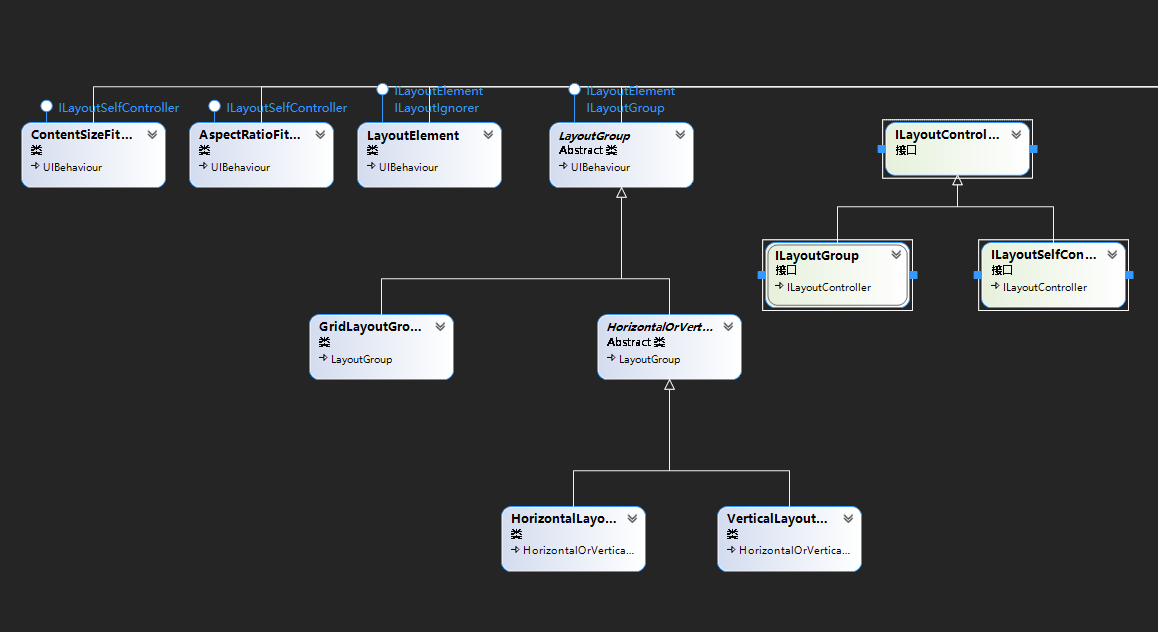 ILayoutSelfController
ILayoutSelfController
ILayoutElement
ILayoutIgnorer
ILayoutElement
ILayoutGroup
ContentSizeFit...
类
UIBehaviour
AspectRatioFit...
类
UIBehaviour
LayoutElement
类
UIBehaviour
LayoutGroup
Abstract 类
UIBehaviour
ILayoutControl...
接口
ILayoutGroup
接口
ILayoutController
ILayoutSelfCon...
接口
ILayoutController
GridLayoutGro...
类
LayoutGroup
HorizontalOrVert...
Abstract 类
LayoutGroup
HorizontalLayo...
类
HorizontalOrVertica...
VerticalLayout...
类
HorizontalOrVertica...